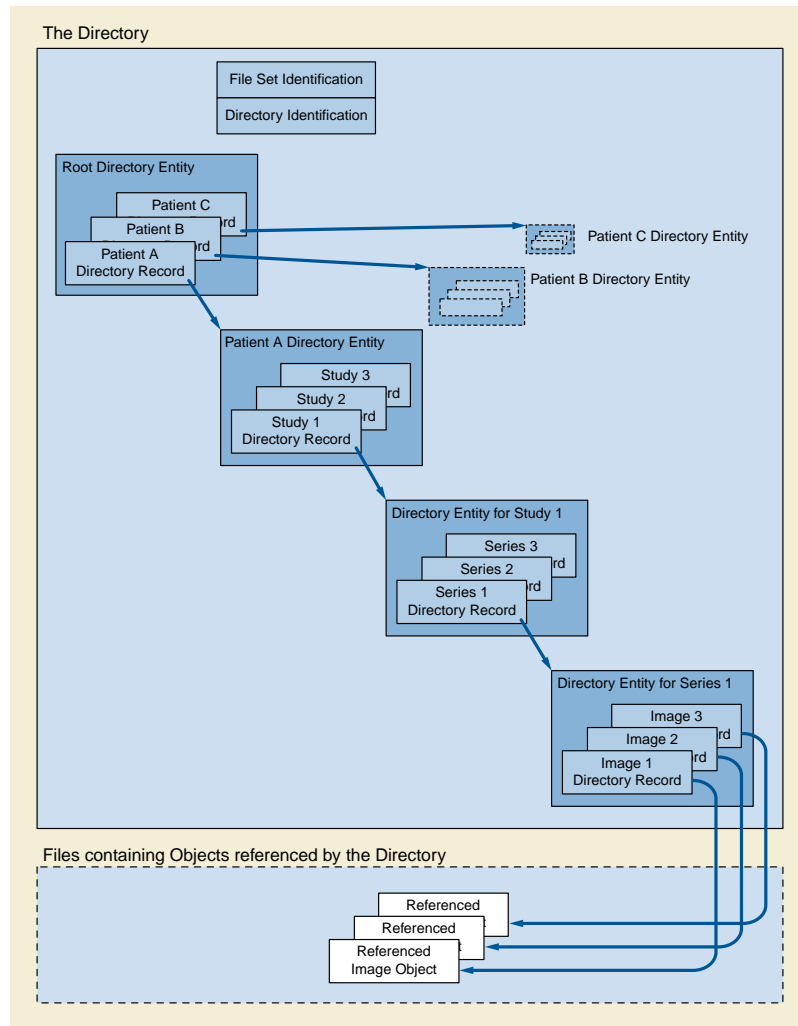 The Directory
File Set Identification
Directory Identification
Root Directory Entity
Patient C
rd
Patient B
rd
Patient A
Directory Record
Patient C Directory Entity
Patient B Directory Entity
Patient A Directory Entity
Study 3
rd
Study 2
ord
Study 1
Directory Record
Directory Entity for Study 1
Series 3
rd
Series 2
rd
Series 1
Directory Record
Directory Entity for Series 1
Image 3
rd
Image 2
ord
Image 1
Directory Record
Files containing Objects referenced by the Directory
Referenced
t
Referenced
t
Referenced
Image Object